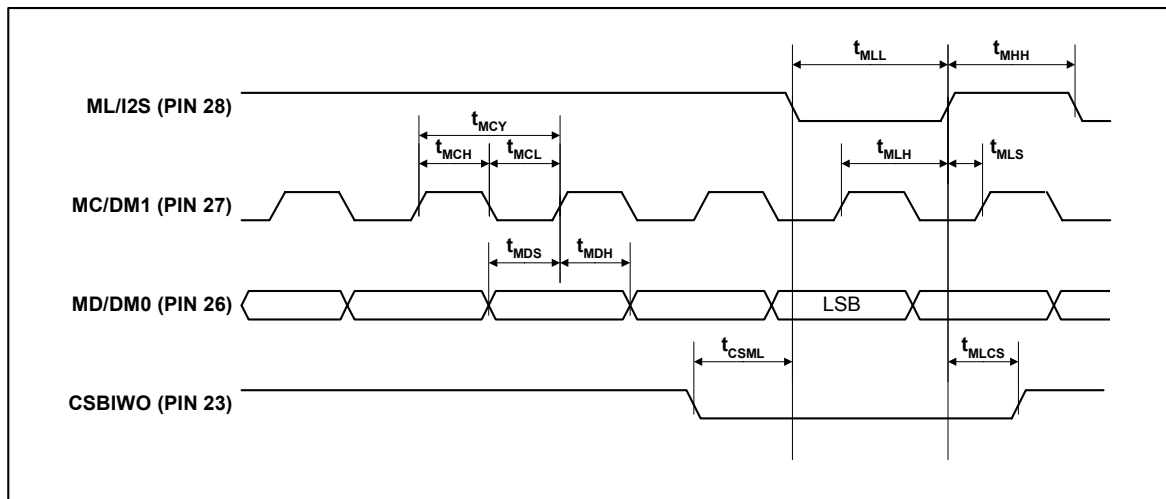 tMLL
tMHH
ML/I2S (PIN 28)
tMCY
tMCH
tMCL
tMLH
tMLS
MC/DM1 (PIN 27)
tMDS
tMDH
MD/DM0 (PIN 26)
LSB
tCSML
tMLCS
CSBIWO (PIN 23)